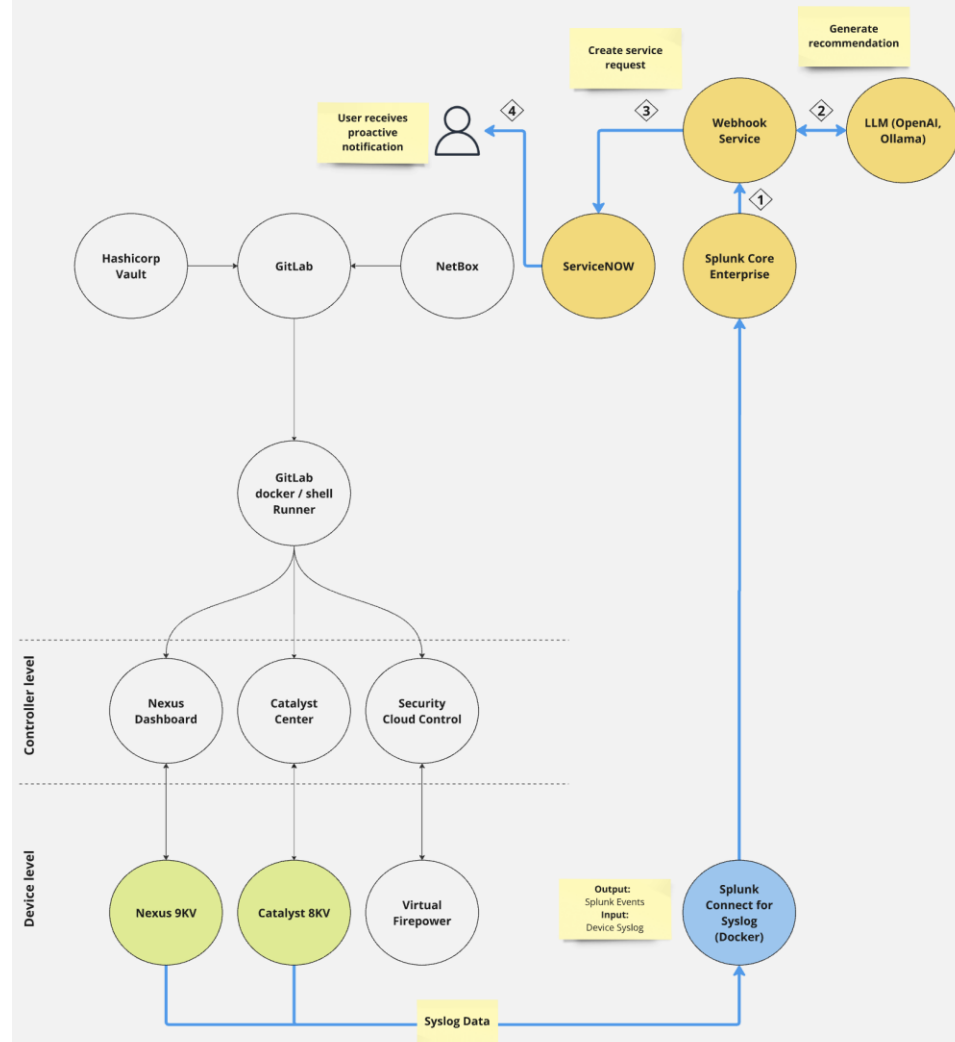 Generate
recommendation
Create service
request
User receives
proactive
notification
4
3
Webhook
Service
2
LLM (OpenAI,
Ollama)
1
Hashicorp
Vault
GitLab
NetBox
ServiceNOW
Splunk Core
Enterprise
GitLab
docker / shell
Runner
Controller level
Nexus
Dashboard
Catalyst
Center
Security
Cloud Control
Device level
Nexus 9KV
Catalyst 8KV
Virtual
Firepower
Output:
Splunk Events
Input:
Device Syslog
Splunk
Connect for
Syslog
(Docker)
Syslog Data